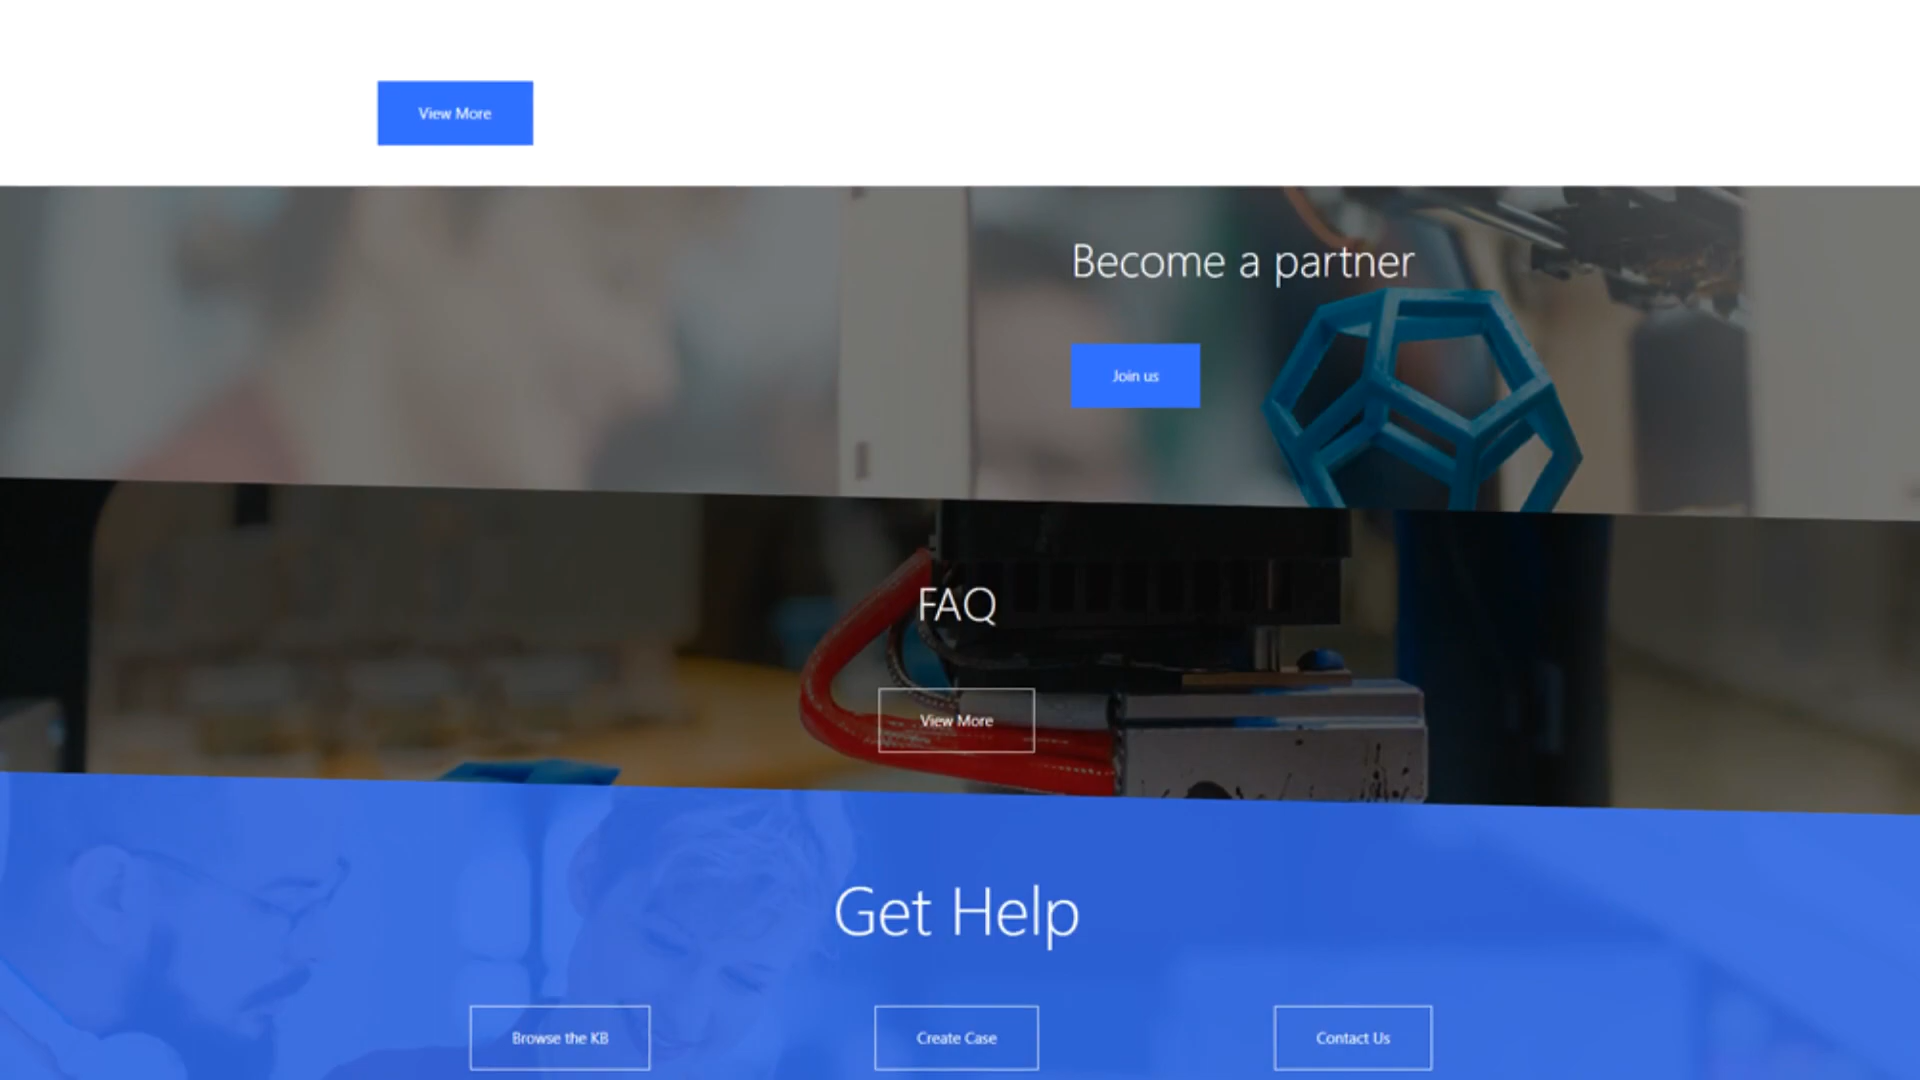 View More
Become a partner
Join us
FAQ
View More
Get Help
Browse the KB
Create Case
Contact Us